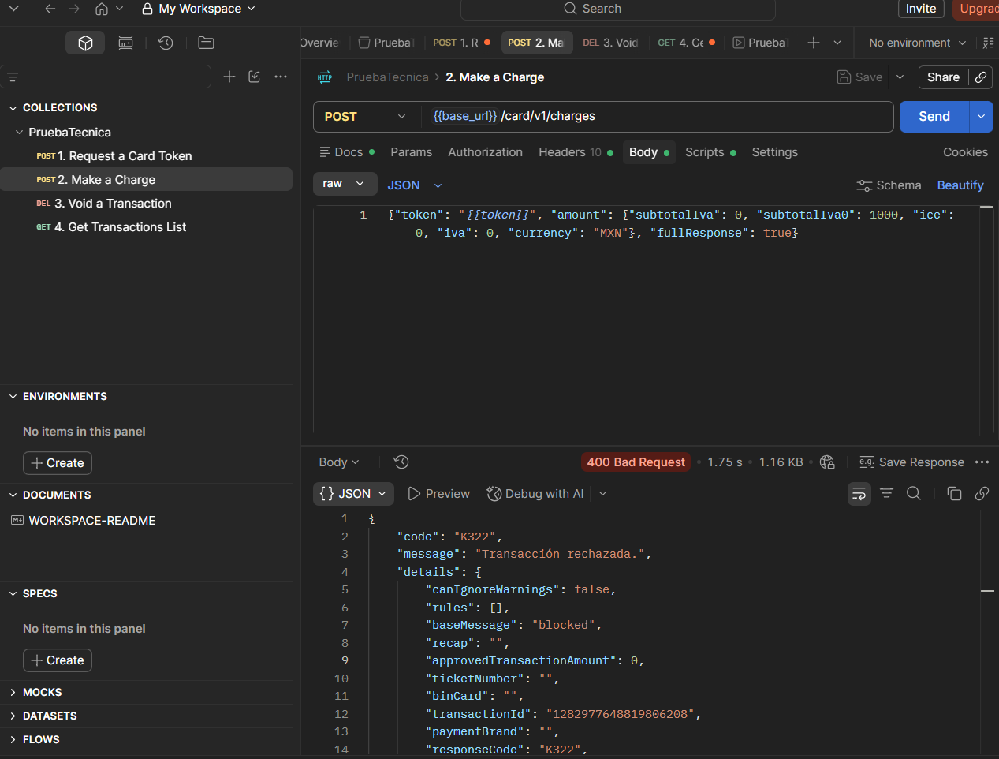 My Workspace
Search
Invite
Upgrad
Overvie
PruebaT
POST 1. R
POST 2. Ma
DEL 3. Void
GET 4. Ge
PruebaT
No environment
COLLECTIONS
PruebaTecnica
POST 1. Request a Card Token
POST 2. Make a Charge
DEL 3. Void a Transaction
GET 4. Get Transactions List
ENVIRONMENTS
No items in this panel
Create
DOCUMENTS
WORKSPACE-README
SPECS
No items in this panel
Create
MOCKS
DATASETS
FLOWS
HTTP PruebaTecnica > 2. Make a Charge
Save
Share
POST
{{base_url}} /card/v1/charges
Send
Docs Params Authorization Headers 10 Body Scripts Settings Cookies
raw JSON Schema Beautify
1 {"token": "{{token}}", "amount": {"subtotalIva": 0, "subtotalIva0": 1000, "ice":
0, "iva": 0, "currency": "MXN"}, "fullResponse": true}
Body 400 Bad Request • 1.75 s • 1.16 KB • e.g. Save Response
{} JSON Preview Debug with AI
1 {
2 "code": "K322",
3 "message": "Transacción rechazada.",
4 "details": {
5 "canIgnoreWarnings": false,
6 "rules": [],
7 "baseMessage": "blocked",
8 "recap": "",
9 "approvedTransactionAmount": 0,
10 "ticketNumber": "",
11 "binCard": "",
12 "transactionId": "1282977648819806208",
13 "paymentBrand": "",
14 "responseCode": "K322",